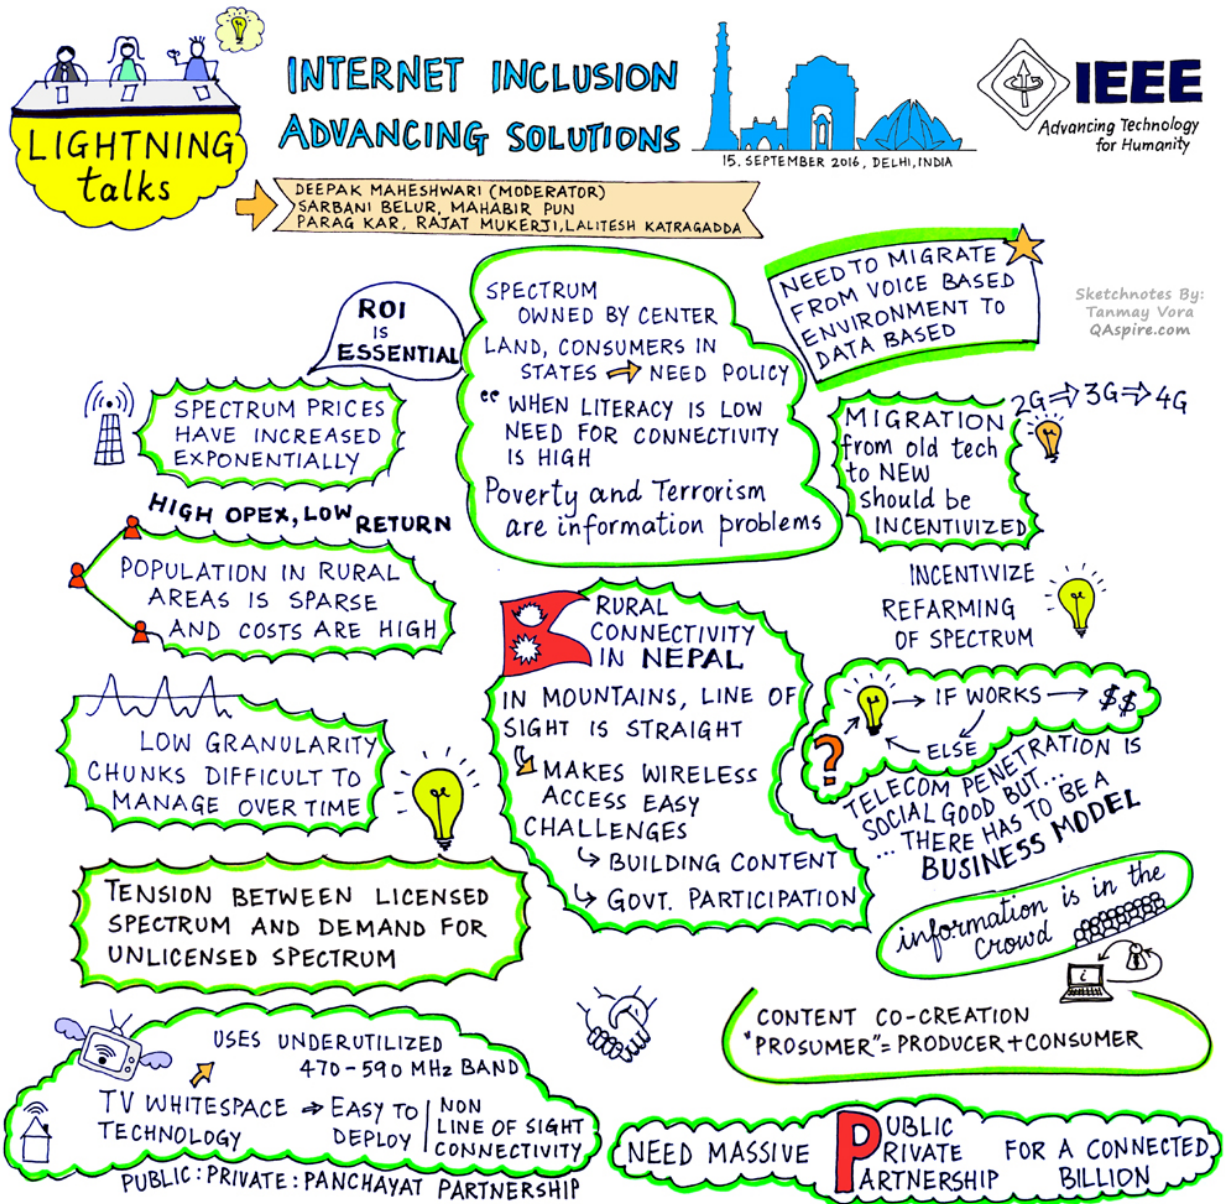 LIGHTNING
talks
INTERNET INCLUSION
ADVANCING SOLUTIONS
15. SEPTEMBER 2016, DELHI, INDIA
IEEE
Advancing Technology
for Humanity
DEEPAK MAHESHWARI (MODERATOR)
SARBANI BELUR, MAHABIR PUN
PARAG KAR, RAJAT MUKERJI, LALITESH KATRAGADDA
ROI
IS
ESSENTIAL
SPECTRUM
OWNED BY CENTER
LAND, CONSUMERS IN
STATES ⇒ NEED POLICY
“ WHEN LITERACY IS LOW
NEED FOR CONNECTIVITY
IS HIGH
Poverty and Terrorism
are information problems
NEED TO MIGRATE
FROM VOICE BASED
ENVIRONMENT TO
DATA BASED
Sketchnotes By:
Tanmay Vora
QAspire.com
SPECTRUM PRICES
HAVE INCREASED
EXPONENTIALLY
2G ⇒ 3G ⇒ 4G
MIGRATION
from old tech
to NEW
should be
INCENTIVIZED
HIGH OPEX, LOW RETURN
POPULATION IN RURAL
AREAS IS SPARSE
AND COSTS ARE HIGH
INCENTIVIZE
REFARMING
OF SPECTRUM
RURAL
CONNECTIVITY
IN NEPAL
IN MOUNTAINS, LINE OF
SIGHT IS STRAIGHT
MAKES WIRELESS
ACCESS EASY
CHALLENGES
↪ BUILDING CONTENT
↪ GOVT. PARTICIPATION
LOW GRANULARITY
CHUNKS DIFFICULT TO
MANAGE OVER TIME
? → IF WORKS → $$
ELSE
TELECOM PENETRATION IS
SOCIAL GOOD BUT...
... THERE HAS TO BE A
BUSINESS MODEL
TENSION BETWEEN LICENSED
SPECTRUM AND DEMAND FOR
UNLICENSED SPECTRUM
information is in the
crowd
i
CONTENT CO-CREATION
"PROSUMER" = PRODUCER + CONSUMER
USES UNDERUTILIZED
470-590 MHz BAND
TV WHITESPACE ⇒ EASY TO | NON
TECHNOLOGY DEPLOY | LINE OF SIGHT
CONNECTIVITY
PUBLIC : PRIVATE : PANCHAYAT PARTNERSHIP
NEED MASSIVE PUBLIC
PRIVATE
PARTNERSHIP
FOR A CONNECTED
BILLION